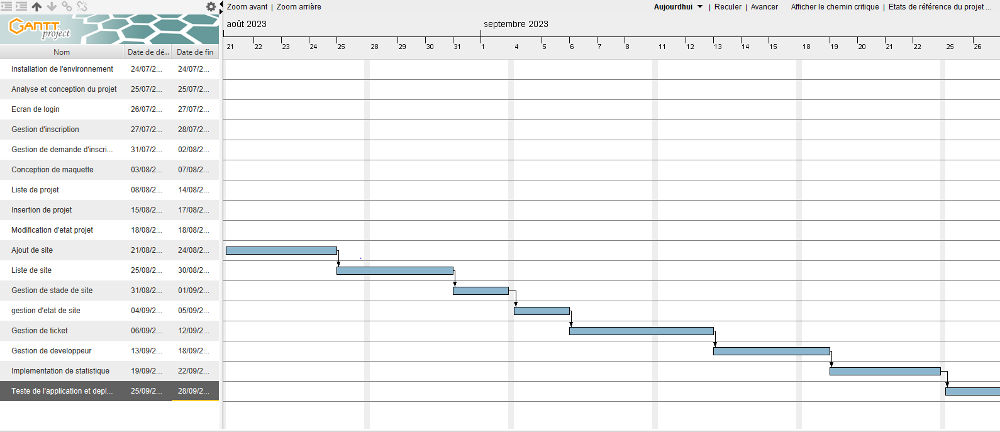 Zoom avant | Zoom arrière
Aujourdhui | Reculer | Avancer Afficher le chemin critique | Etats de référence du projet ...
GANTT project
août 2023 septembre 2023
21 22 23 24 25 28 29 30 31 1 4 5 6 7 8 11 12 13 14 15 18 19 20 21 22 25 26
Nom Date de dé... Date de fin
Installation de l'environnement 24/07/2... 24/07/2...
Analyse et conception du projet 25/07/2... 25/07/2...
Ecran de login 26/07/2... 27/07/2...
Gestion d'inscription 27/07/2... 28/07/2...
Gestion de demande d'inscri... 31/07/2... 02/08/2...
Conception de maquette 03/08/2... 07/08/2...
Liste de projet 08/08/2... 14/08/2...
Insertion de projet 15/08/2... 17/08/2...
Modification d'etat projet 18/08/2... 18/08/2...
Ajout de site 21/08/2... 24/08/2...
Liste de site 25/08/2... 30/08/2...
Gestion de stade de site 31/08/2... 01/09/2...
gestion d'etat de site 04/09/2... 05/09/2...
Gestion de ticket 06/09/2... 12/09/2...
Gestion de developpeur 13/09/2... 18/09/2...
Implementation de statistique 19/09/2... 22/09/2...
Teste de l'application et depl... 25/09/2... 28/09/2...